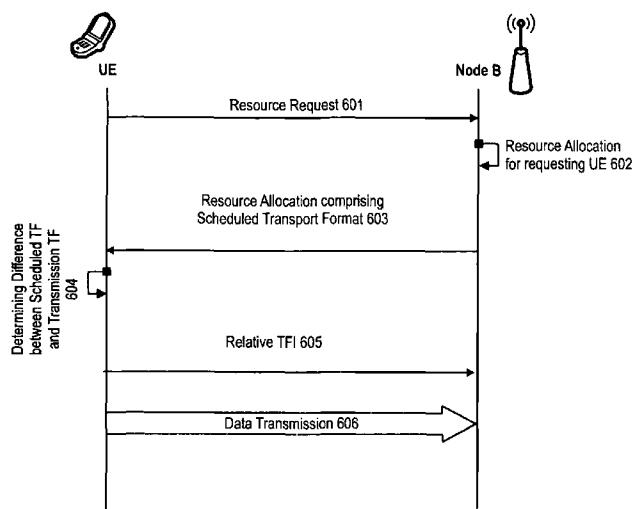 UE
Node B
Resource Request 601
Resource Allocation
for requesting UE 602
Resource Allocation comprising
Scheduled Transport Format 603
Determining Difference
between Scheduled TF
and Transmission TF
604
Relative TFI 605
Data Transmission 606